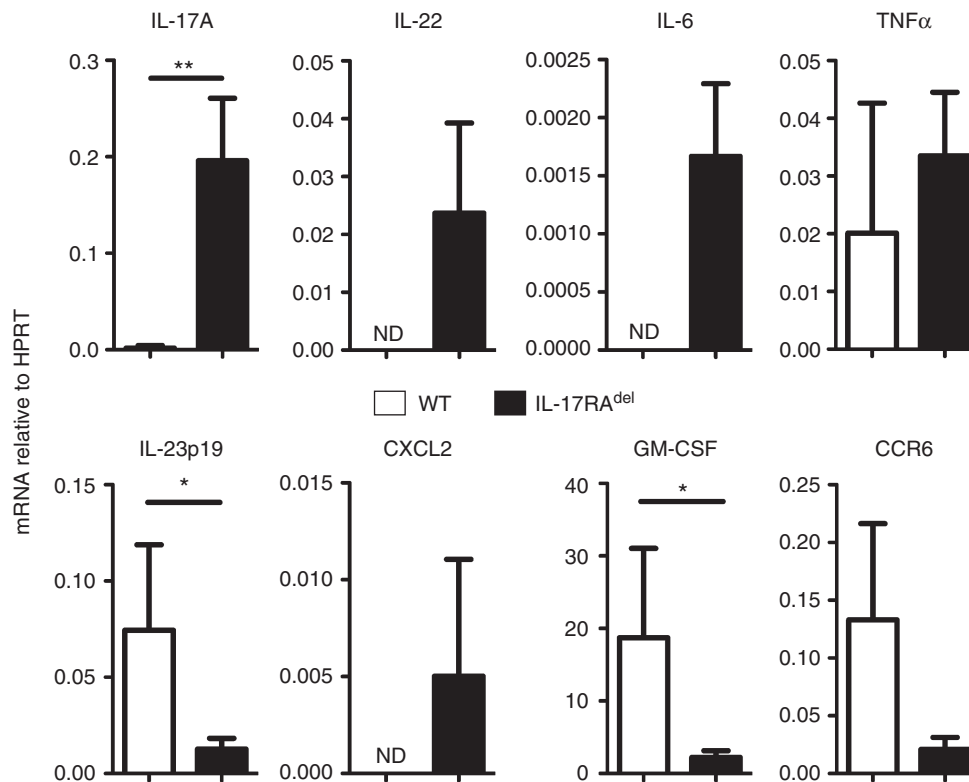 IL-17A IL-22 IL-6 TNFα
0.3 0.05 0.0025 0.05
** 
0.04 0.0020 0.04
0.2
0.03 0.0015 0.03
0.02 0.0010 0.02
0.1
0.01 0.0005 0.01
ND ND
0.0 0.00 0.0000 0.00
mRNA relative to HPRT
WT IL-17RAdel
IL-23p19 CXCL2 GM-CSF CCR6
0.15 0.015 40 0.25
* *
0.20
30
0.10 0.010
0.15
20
0.10
0.05 0.005
10
0.05
ND
0.00 0.000 0 0.00